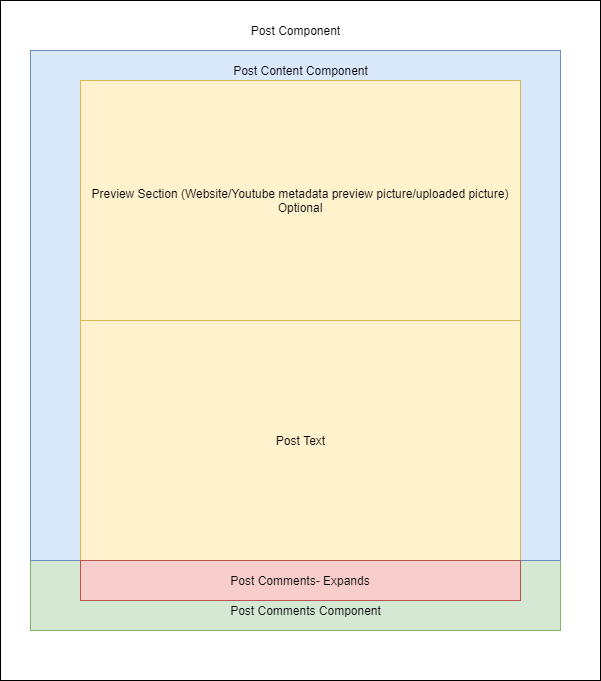 Post Component
Post Content Component
Preview Section (Website/Youtube metadata preview picture/uploaded picture)
Optional
Post Text
Post Comments- Expands
Post Comments Component